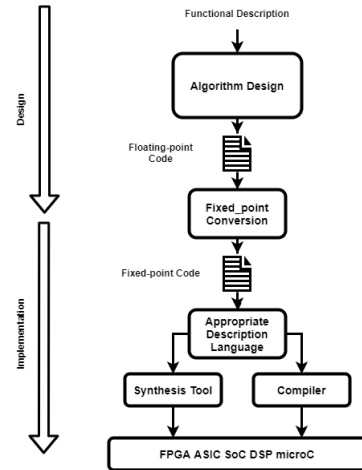 Functional Description
Design
Algorithm Design
Floating-point
Code
Fixed_point
Conversion
Implementation
Fixed-point Code
Appropriate
Description
Language
Synthesis Tool
Compiler
FPGA ASIC SoC DSP microC